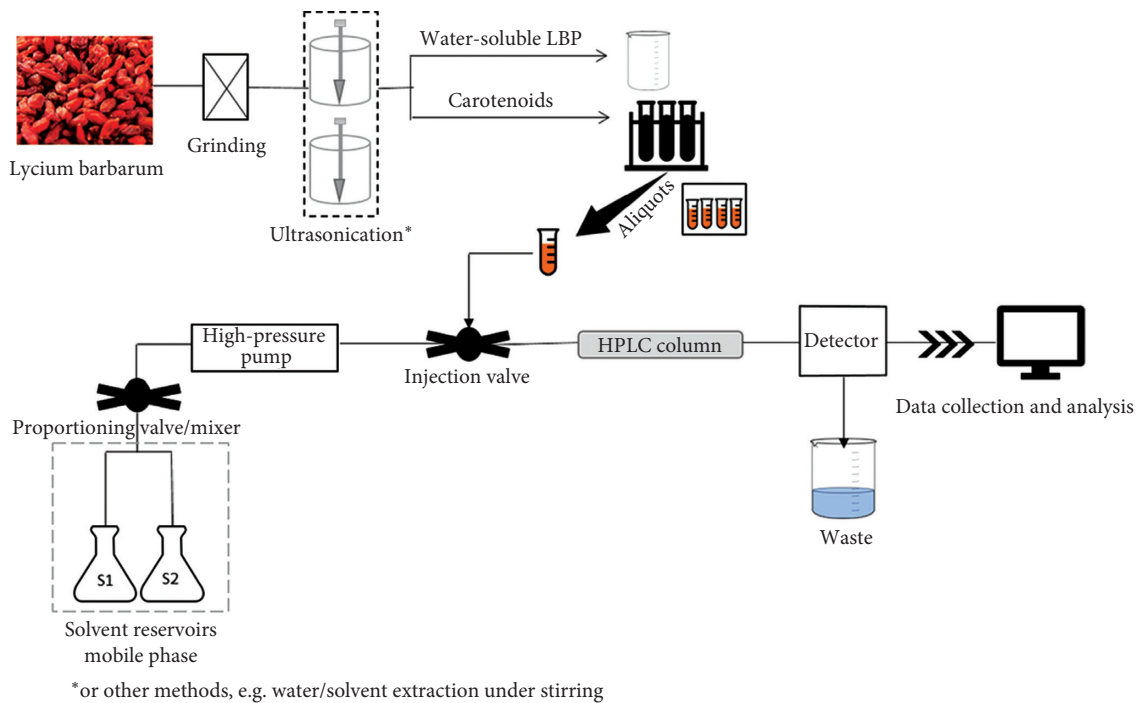 Water-soluble LBP
Carotenoids
Grinding
Lycium barbarum
Ultrasonication*
Aliquots
High-pressure
pump
Injection valve
HPLC column
Detector
Data collection and analysis
Proportioning valve/mixer
Waste
S1
S2
Solvent reservoirs
mobile phase
*or other methods, e.g. water/solvent extraction under stirring